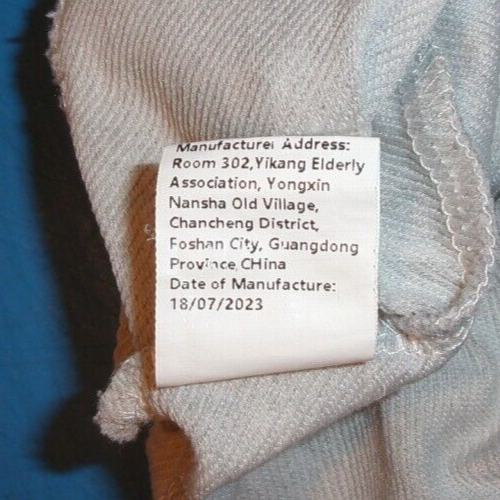 Manufacturer Address:
Room 302,Yikang Elderly
Association, Yongxin
Nansha Old Village,
Chancheng District,
Foshan City, Guangdong
Province,CHina
Date of Manufacture:
18/07/2023